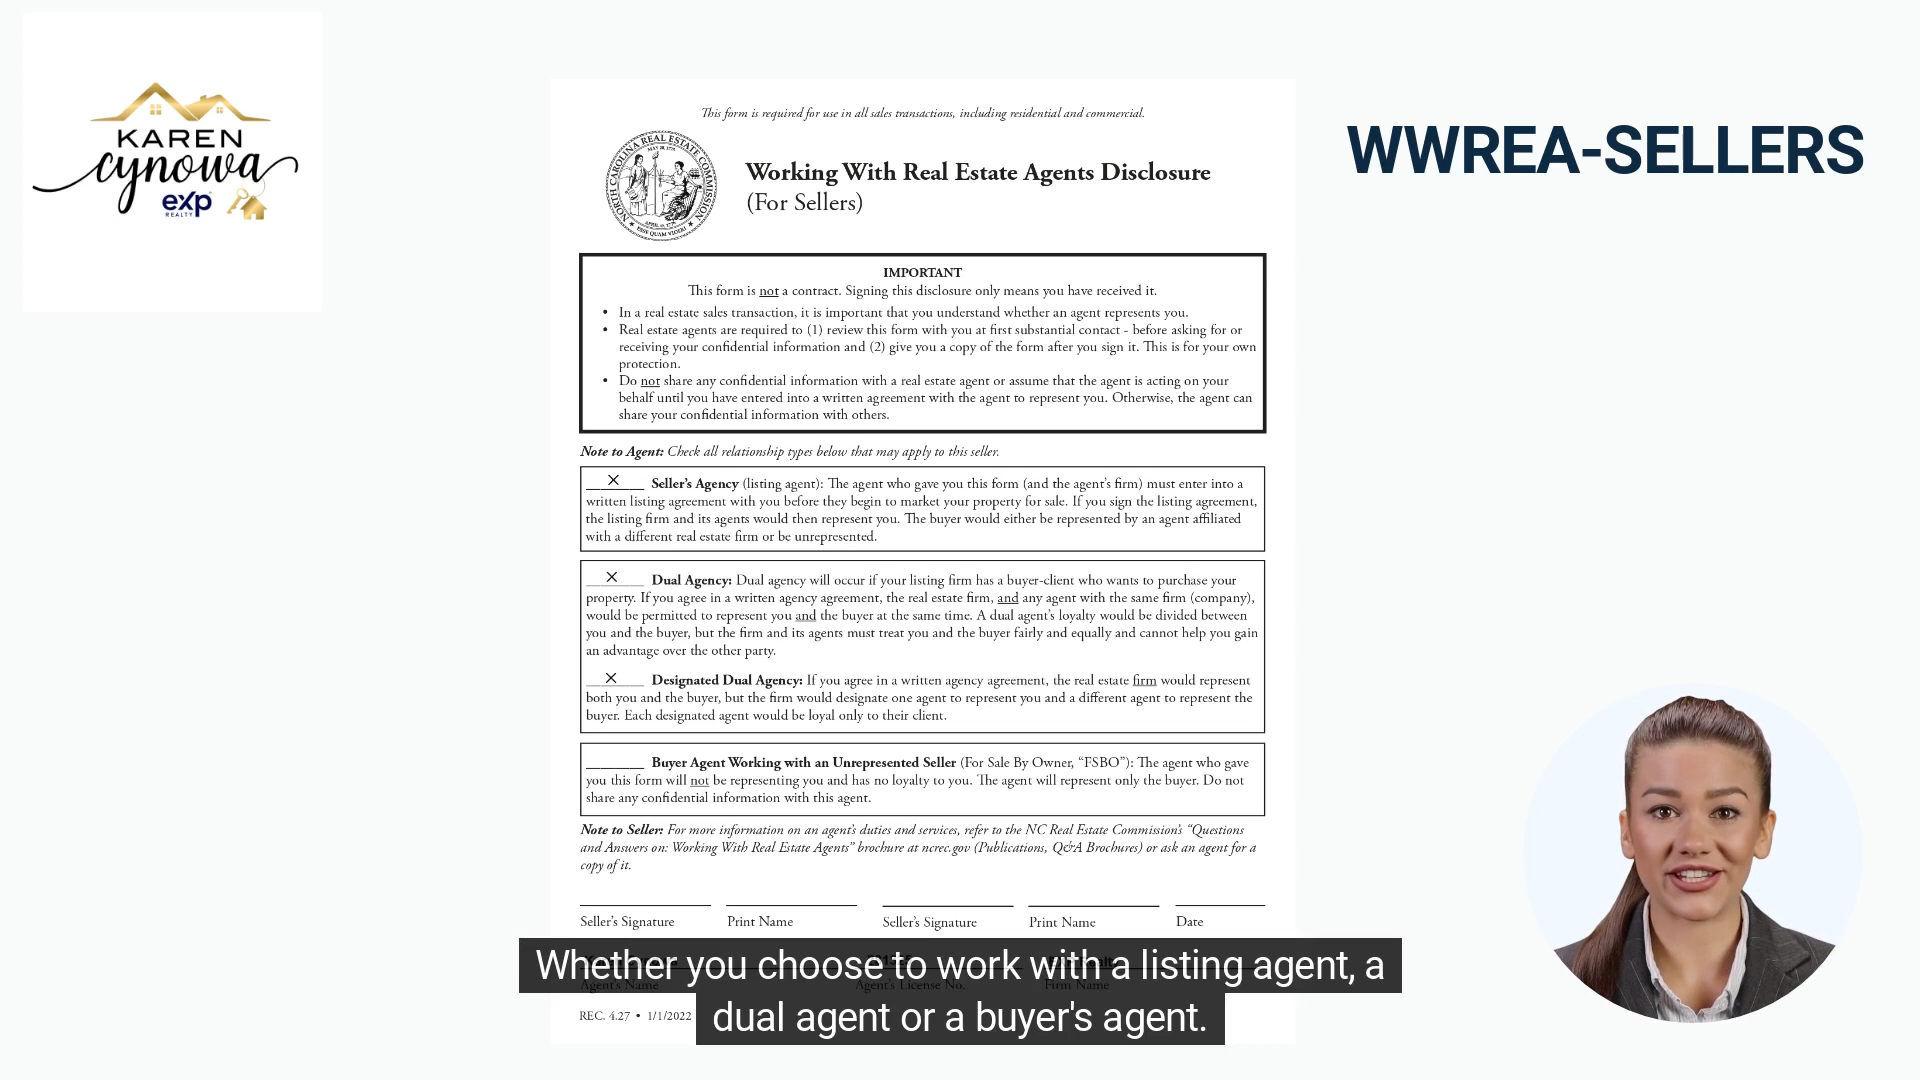 KAREN
cynowa
exp
REALTY
WWREA-SELLERS
This form is required for use in all sales transactions, including residential and commercial.
NORTH CAROLINA REAL ESTATE COMMISSION
MAY 20, 1775
APRIL 12, 1776
ESSE QUAM VIDERI
Working With Real Estate Agents Disclosure
(For Sellers)
IMPORTANT
This form is not a contract. Signing this disclosure only means you have received it.
• In a real estate sales transaction, it is important that you understand whether an agent represents you.
• Real estate agents are required to (1) review this form with you at first substantial contact - before asking for or
receiving your confidential information and (2) give you a copy of the form after you sign it. This is for your own
protection.
• Do not share any confidential information with a real estate agent or assume that the agent is acting on your
behalf until you have entered into a written agreement with the agent to represent you. Otherwise, the agent can
share your confidential information with others.
Note to Agent: Check all relationship types below that may apply to this seller.
X Seller's Agency (listing agent): The agent who gave you this form (and the agent's firm) must enter into a
written listing agreement with you before they begin to market your property for sale. If you sign the listing agreement,
the listing firm and its agents would then represent you. The buyer would either be represented by an agent affiliated
with a different real estate firm or be unrepresented.
X Dual Agency: Dual agency will occur if your listing firm has a buyer-client who wants to purchase your
property. If you agree in a written agency agreement, the real estate firm, and any agent with the same firm (company),
would be permitted to represent you and the buyer at the same time. A dual agent's loyalty would be divided between
you and the buyer, but the firm and its agents must treat you and the buyer fairly and equally and cannot help you gain
an advantage over the other party.
X Designated Dual Agency: If you agree in a written agency agreement, the real estate firm would represent
both you and the buyer, but the firm would designate one agent to represent you and a different agent to represent the
buyer. Each designated agent would be loyal only to their client.
________ Buyer Agent Working with an Unrepresented Seller (For Sale By Owner, “FSBO”): The agent who gave
you this form will not be representing you and has no loyalty to you. The agent will represent only the buyer. Do not
share any confidential information with this agent.
Note to Seller: For more information on an agent's duties and services, refer to the NC Real Estate Commission's “Questions
and Answers on: Working With Real Estate Agents” brochure at ncrec.gov (Publications, Q&A Brochures) or ask an agent for a
copy of it.
Seller's Signature Print Name Seller's Signature Print Name Date
Agent's Name Agent's License No. Firm Name
REC. 4.27 • 1/1/2022
Whether you choose to work with a listing agent, a
dual agent or a buyer's agent.